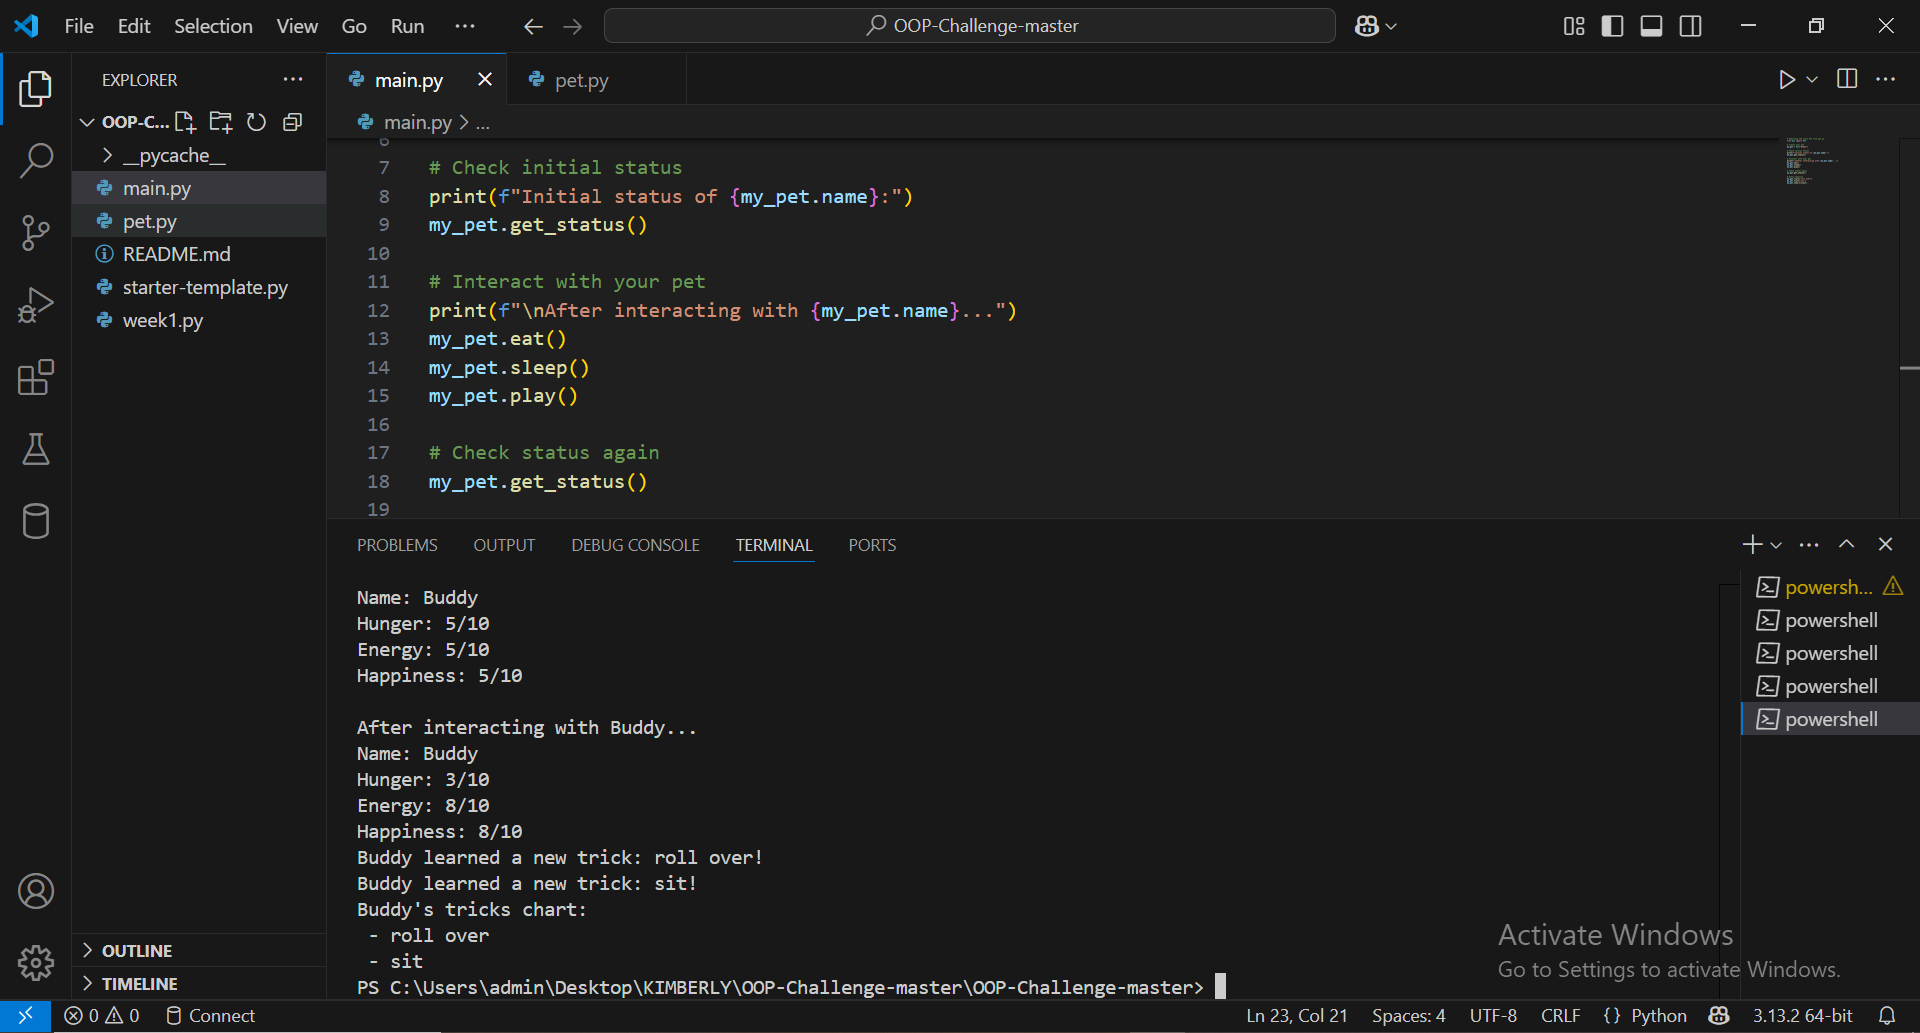 File Edit Selection View Go Run ··· OOP-Challenge-master
EXPLORER ···
OOP-C...
__pycache__
main.py
pet.py
README.md
starter-template.py
week1.py
OUTLINE
TIMELINE
main.py pet.py
main.py > ...
6
7 # Check initial status
8 print(f"Initial status of {my_pet.name}:")
9 my_pet.get_status()
10
11 # Interact with your pet
12 print(f"\nAfter interacting with {my_pet.name}...")
13 my_pet.eat()
14 my_pet.sleep()
15 my_pet.play()
16
17 # Check status again
18 my_pet.get_status()
19
PROBLEMS OUTPUT DEBUG CONSOLE TERMINAL PORTS
Name: Buddy
Hunger: 5/10
Energy: 5/10
Happiness: 5/10
After interacting with Buddy...
Name: Buddy
Hunger: 3/10
Energy: 8/10
Happiness: 8/10
Buddy learned a new trick: roll over!
Buddy learned a new trick: sit!
Buddy's tricks chart:
- roll over
- sit
PS C:\Users\admin\Desktop\KIMBERLY\OOP-Challenge-master\OOP-Challenge-master>
powersh...
powershell
powershell
powershell
powershell
Activate Windows
Go to Settings to activate Windows.
0 0 Connect Ln 23, Col 21 Spaces: 4 UTF-8 CRLF {} Python 3.13.2 64-bit